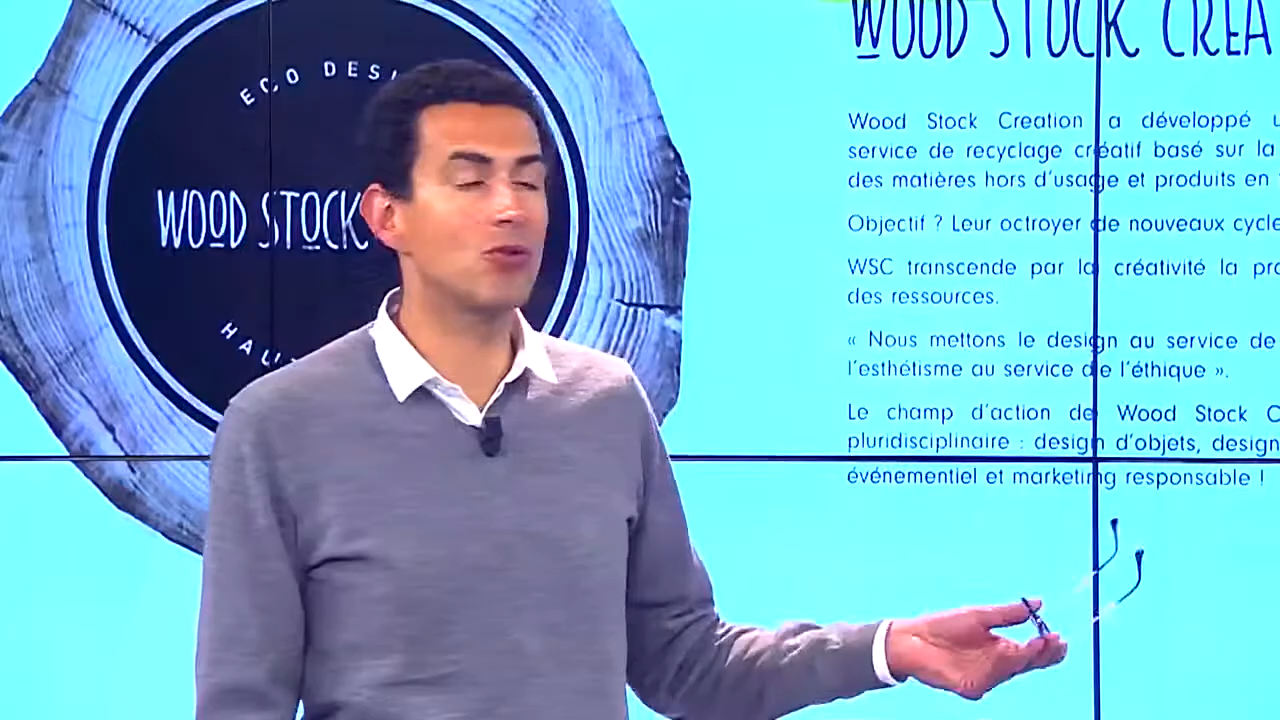 ECO DESI
WOOD STOCK
HAUT
WOOD STOCK CREA
Wood Stock Creation a développé
service de recyclage créatif basé sur la
des matières hors d'usage et produits en
Objectif ? Leur octroyer de nouveaux cycle
WSC transcende par la créativité la pro
des ressources.
« Nous mettons le design au service de
l'esthétisme au service de l'éthique ».
Le champ d'action de Wood Stock C
pluridisciplinaire : design d'objets, design
événementiel et marketing responsable !